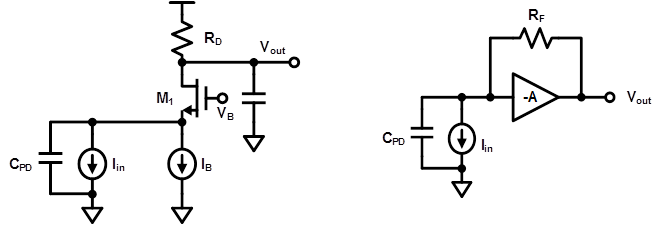 R_D
V_out
M_1
V_B
C_PD
I_in
I_B
R_F
-A
V_out
C_PD
I_in